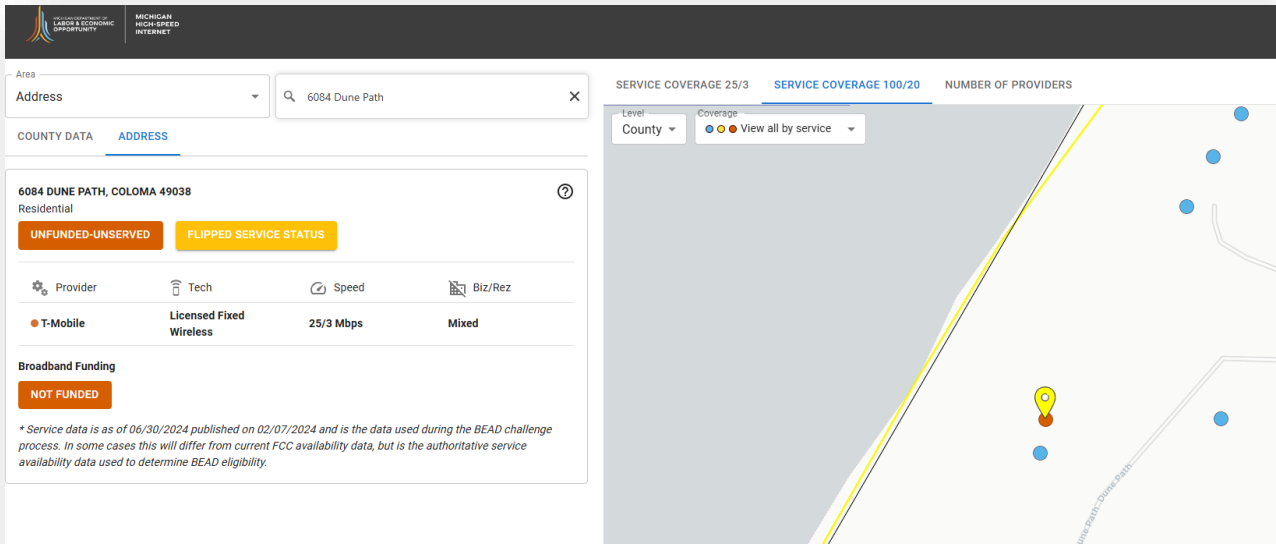 MICHIGAN DEPARTMENT OF
LABOR & ECONOMIC
OPPORTUNITY
MICHIGAN
HIGH-SPEED
INTERNET
Area
Address
6084 Dune Path
COUNTY DATA ADDRESS
6084 DUNE PATH, COLOMA 49038
Residential
UNFUNDED-UNSERVED FLIPPED SERVICE STATUS
Provider Tech Speed Biz/Rez
T-Mobile Licensed Fixed Wireless 25/3 Mbps Mixed
Broadband Funding
NOT FUNDED
* Service data is as of 06/30/2024 published on 02/07/2024 and is the data used during the BEAD challenge
process. In some cases this will differ from current FCC availability data, but is the authoritative service
availability data used to determine BEAD eligibility.
SERVICE COVERAGE 25/3 SERVICE COVERAGE 100/20 NUMBER OF PROVIDERS
Level
County
Coverage
View all by service
Dune Path
Dune Path